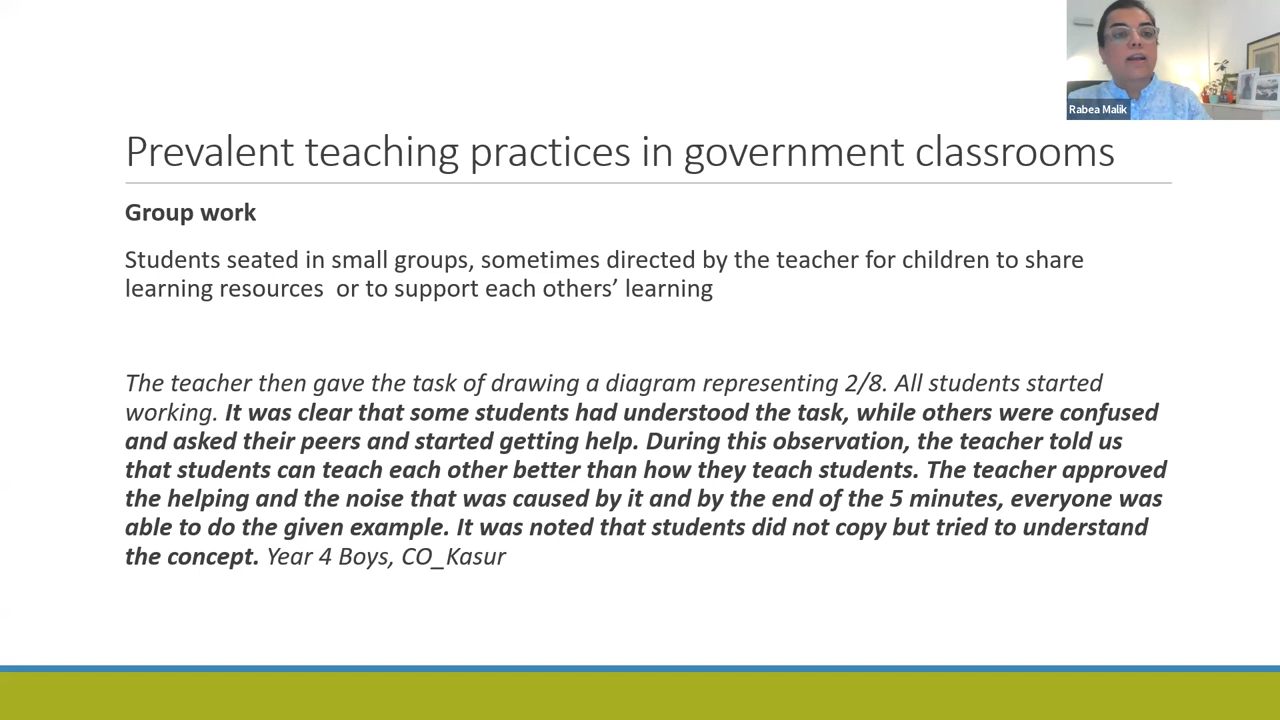 Rabea Malik
Prevalent teaching practices in government classrooms
Group work
Students seated in small groups, sometimes directed by the teacher for children to share
learning resources  or to support each others’ learning
The teacher then gave the task of drawing a diagram representing 2/8. All students started
working. It was clear that some students had understood the task, while others were confused
and asked their peers and started getting help. During this observation, the teacher told us
that students can teach each other better than how they teach students. The teacher approved
the helping and the noise that was caused by it and by the end of the 5 minutes, everyone was
able to do the given example. It was noted that students did not copy but tried to understand
the concept. Year 4 Boys, CO_Kasur